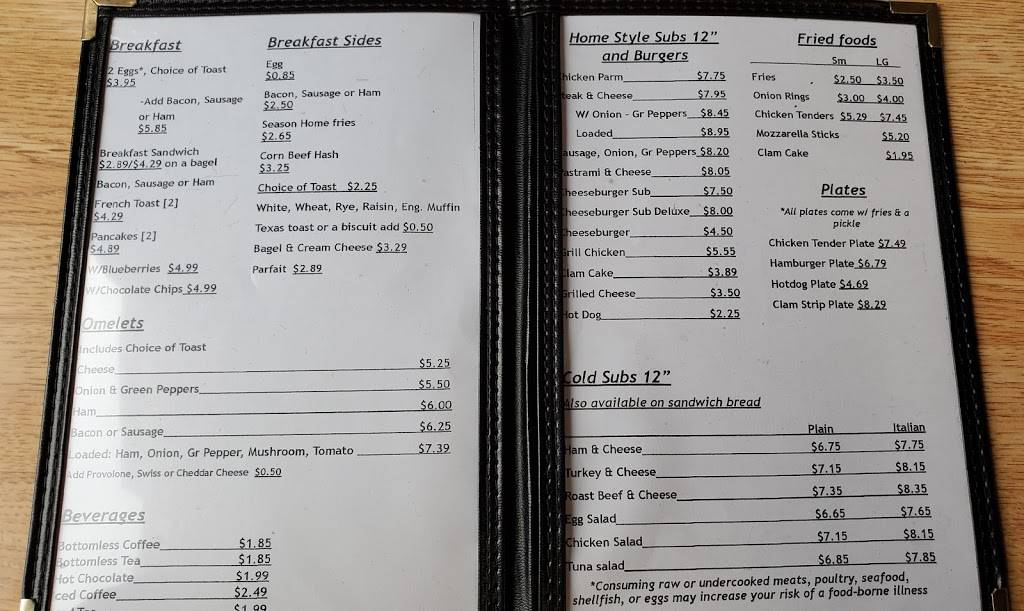 Breakfast
2 Eggs*, Choice of Toast
$3.95
-Add Bacon, Sausage
or Ham
$5.85
Breakfast Sandwich
$2.89/$4.29 on a bagel
Bacon, Sausage or Ham
French Toast [2]
$4.29
Pancakes [2]
$4.89
W/Blueberries $4.99
W/Chocolate Chips $4.99
Breakfast Sides
Egg
$0.85
Bacon, Sausage or Ham
$2.50
Season Home fries
$2.65
Corn Beef Hash
$3.25
Choice of Toast $2.25
White, Wheat, Rye, Raisin, Eng. Muffin
Texas toast or a biscuit add $0.50
Bagel & Cream Cheese $3.29
Parfait $2.89
Omelets
Includes Choice of Toast
Cheese $5.25
Onion & Green Peppers $5.50
Ham $6.00
Bacon or Sausage $6.25
Loaded: Ham, Onion, Gr Pepper, Mushroom, Tomato $7.39
Add Provolone, Swiss or Cheddar Cheese $0.50
Beverages
Bottomless Coffee $1.85
Bottomless Tea $1.85
Hot Chocolate $1.99
ced Coffee $2.49
$1.99
Home Style Subs 12"
and Burgers
hicken Parm $7.75
teak & Cheese $7.95
W/ Onion - Gr Peppers $8.45
Loaded $8.95
ausage, Onion, Gr Peppers $8.20
astrami & Cheese $8.05
heeseburger Sub $7.50
heeseburger Sub Deluxe $8.00
heeseburger $4.50
rill Chicken $5.55
lam Cake $3.89
rilled Cheese $3.50
ot Dog $2.25
Fried foods
Sm LG
Fries $2.50 $3.50
Onion Rings $3.00 $4.00
Chicken Tenders $5.29 $7.45
Mozzarella Sticks $5.20
Clam Cake $1.95
Plates
*All plates come w/ fries & a
pickle
Chicken Tender Plate $7.49
Hamburger Plate $6.79
Hotdog Plate $4.69
Clam Strip Plate $8.29
Cold Subs 12"
Also available on sandwich bread
Plain Italian
Ham & Cheese $6.75 $7.75
Turkey & Cheese $7.15 $8.15
Roast Beef & Cheese $7.35 $8.35
Egg Salad $6.65 $7.65
Chicken Salad $7.15 $8.15
Tuna salad $6.85 $7.85
*Consuming raw or undercooked meats, poultry, seafood,
shellfish, or eggs may increase your risk of a food-borne illness